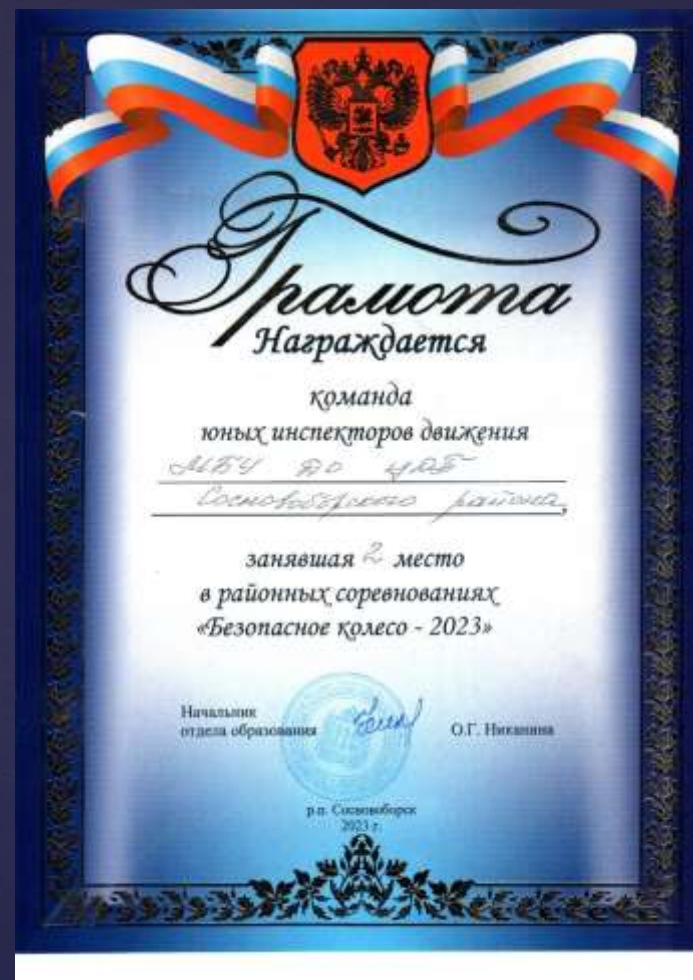 Грамота
Награждается
команда
юных инспекторов движения
МБУ ДО ЦДТ
Сосновоборского района,
занявшая 2 место
в районных соревнованиях
«Безопасное колесо - 2023»
Начальник
отдела образования О.Г. Никанина
р.п. Сосновоборск
2023 г.